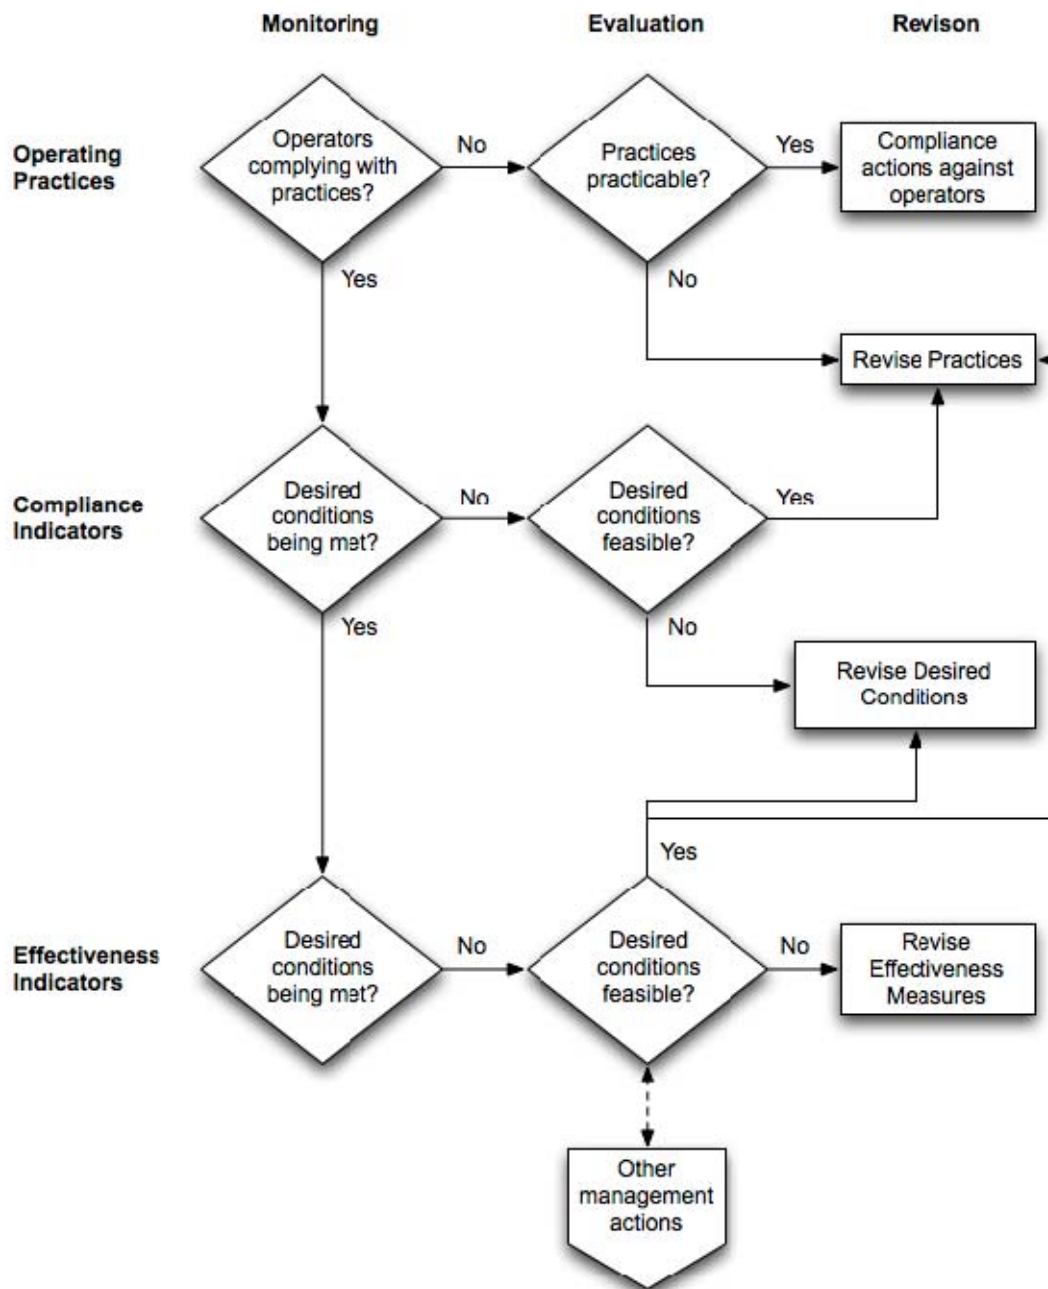 Monitoring
Evaluation
Revison
Operating
Practices
Operators
complying with
practices?
No
Practices
practicable?
Yes
Compliance
actions against
operators
Yes
No
Revise Practices
Compliance
Indicators
Desired
conditions
being met?
No
Desired
conditions
feasible?
Yes
Yes
No
Revise Desired
Conditions
Yes
Effectiveness
Indicators
Desired
conditions
being met?
No
Desired
conditions
feasible?
No
Revise
Effectiveness
Measures
Other
management
actions